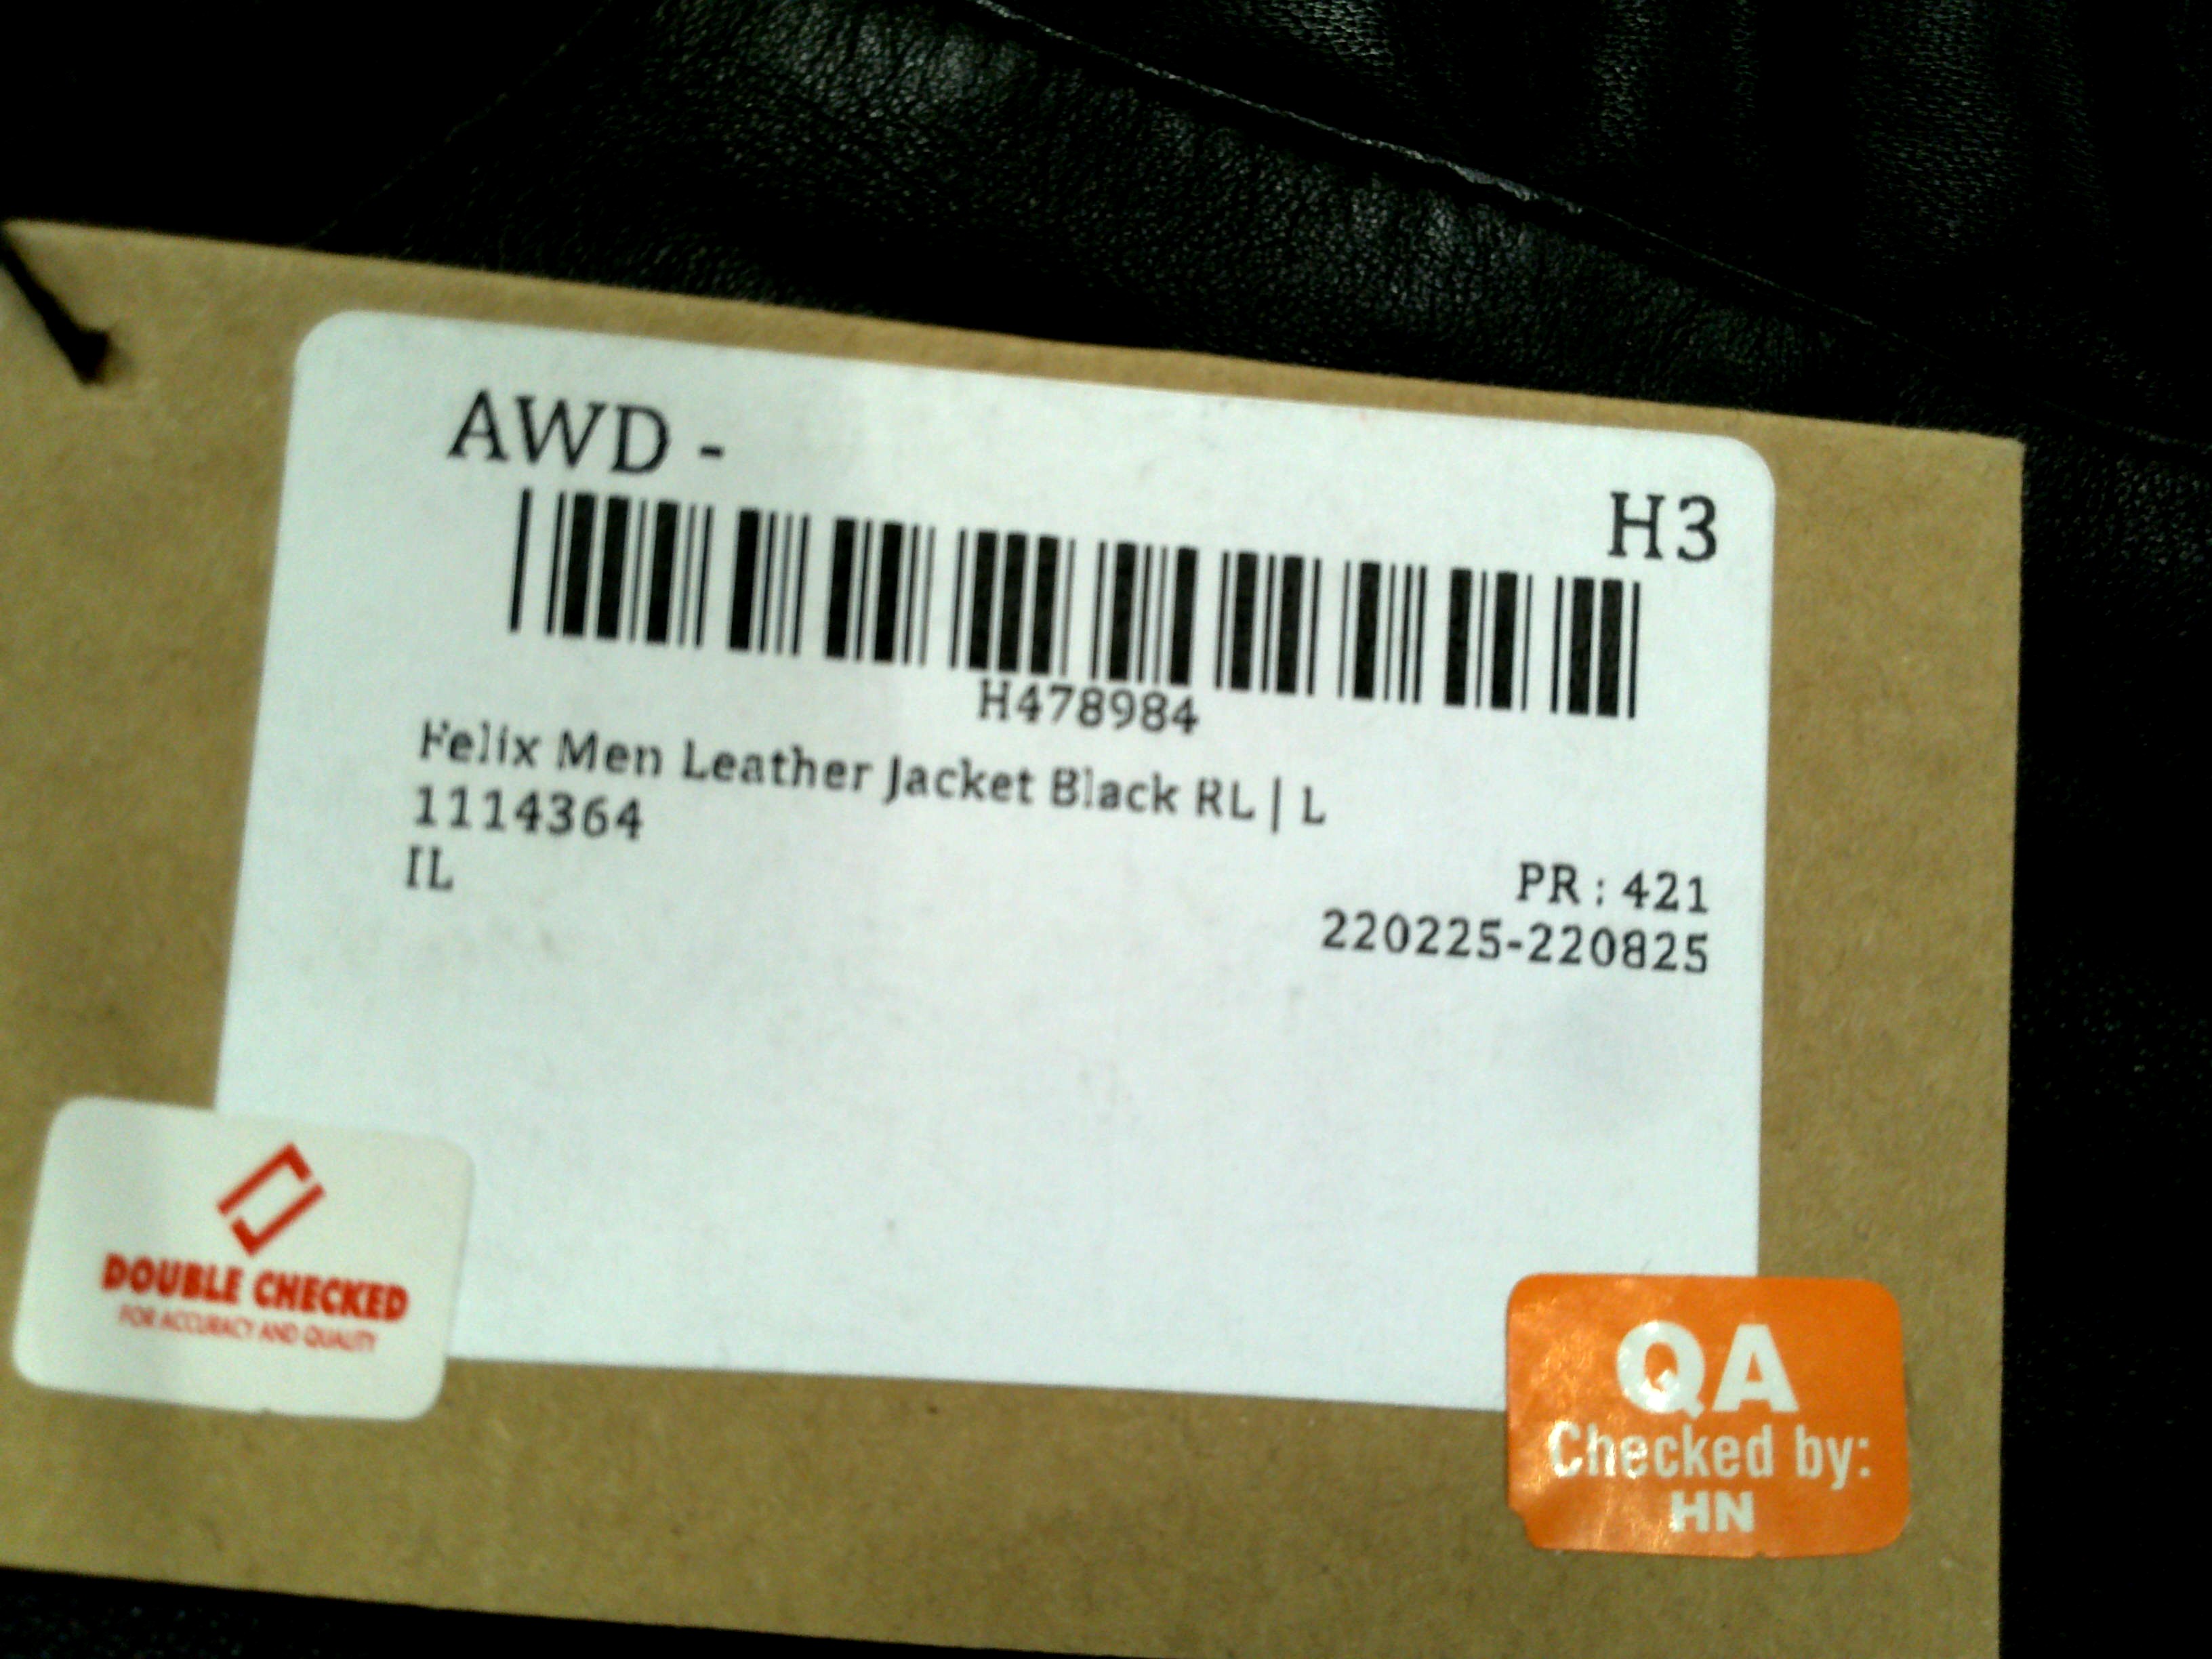 AWD -
H3
H478984
Felix Men Leather Jacket Black RL | L
1114364
IL
PR : 421
220225-220825
DOUBLE CHECKED
FOR ACCURACY AND QUALITY
QA
Checked by:
HN